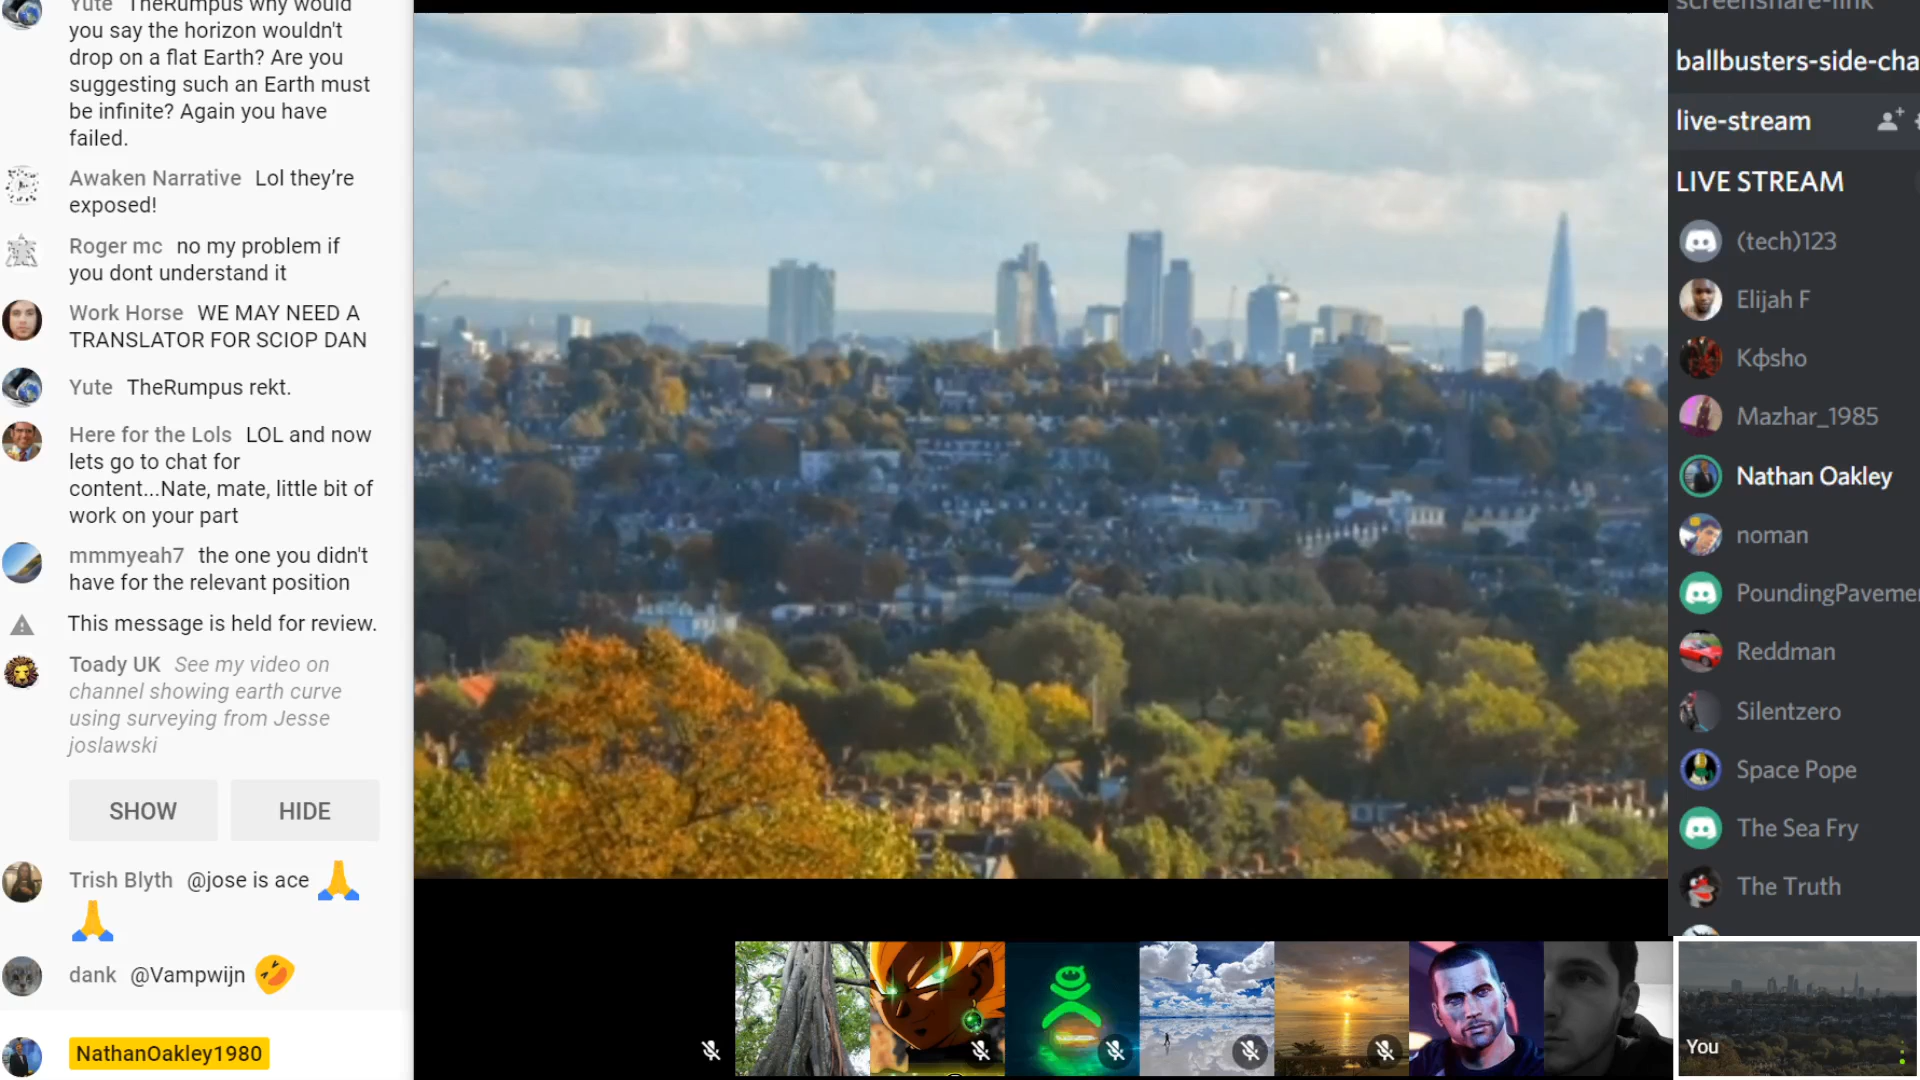 Yute TheRumpus why would
you say the horizon wouldn't
drop on a flat Earth? Are you
suggesting such an Earth must
be infinite? Again you have
failed.
Awaken Narrative Lol they’re
exposed!
Roger mc no my problem if
you dont understand it
Work Horse WE MAY NEED A
TRANSLATOR FOR SCIOP DAN
Yute TheRumpus rekt.
Here for the Lols LOL and now
lets go to chat for
content...Nate, mate, little bit of
work on your part
mmmyeah7 the one you didn't
have for the relevant position
This message is held for review.
Toady UK See my video on
channel showing earth curve
using surveying from Jesse
joslawski
SHOW HIDE
Trish Blyth @jose is ace
dank @Vampwijn
NathanOakley1980
screenshare-link
ballbusters-side-cha
live-stream
LIVE STREAM
(tech)123
Elijah F
Kфsho
Mazhar_1985
Nathan Oakley
noman
PoundingPaveme
Reddman
Silentzero
Space Pope
The Sea Fry
The Truth
You